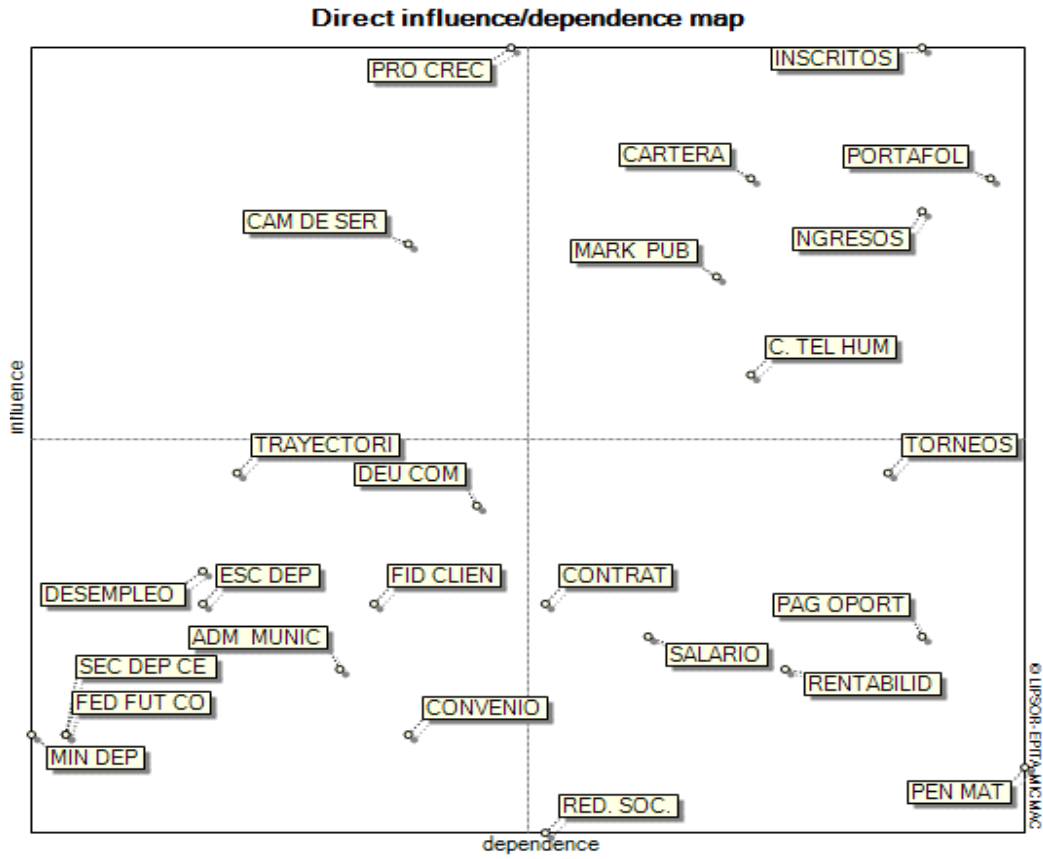 Direct influence/dependence map
PRO CREC
INSCRITOS
CARTERA
PORTAFOL
CAM DE SER
MARK PUB
NGRESOS
C. TEL HUM
influence
TRAYECTORI
TORNEOS
DEU COM
DESEMPLEO
ESC DEP
FID CLIEN
CONTRAT
PAG OPORT
ADM MUNIC
SALARIO
SEC DEP CE
RENTABILID
FED FUT CO
CONVENIO
MIN DEP
PEN MAT
RED. SOC.
dependence
© LIPSOR-EPITA-MICMAC